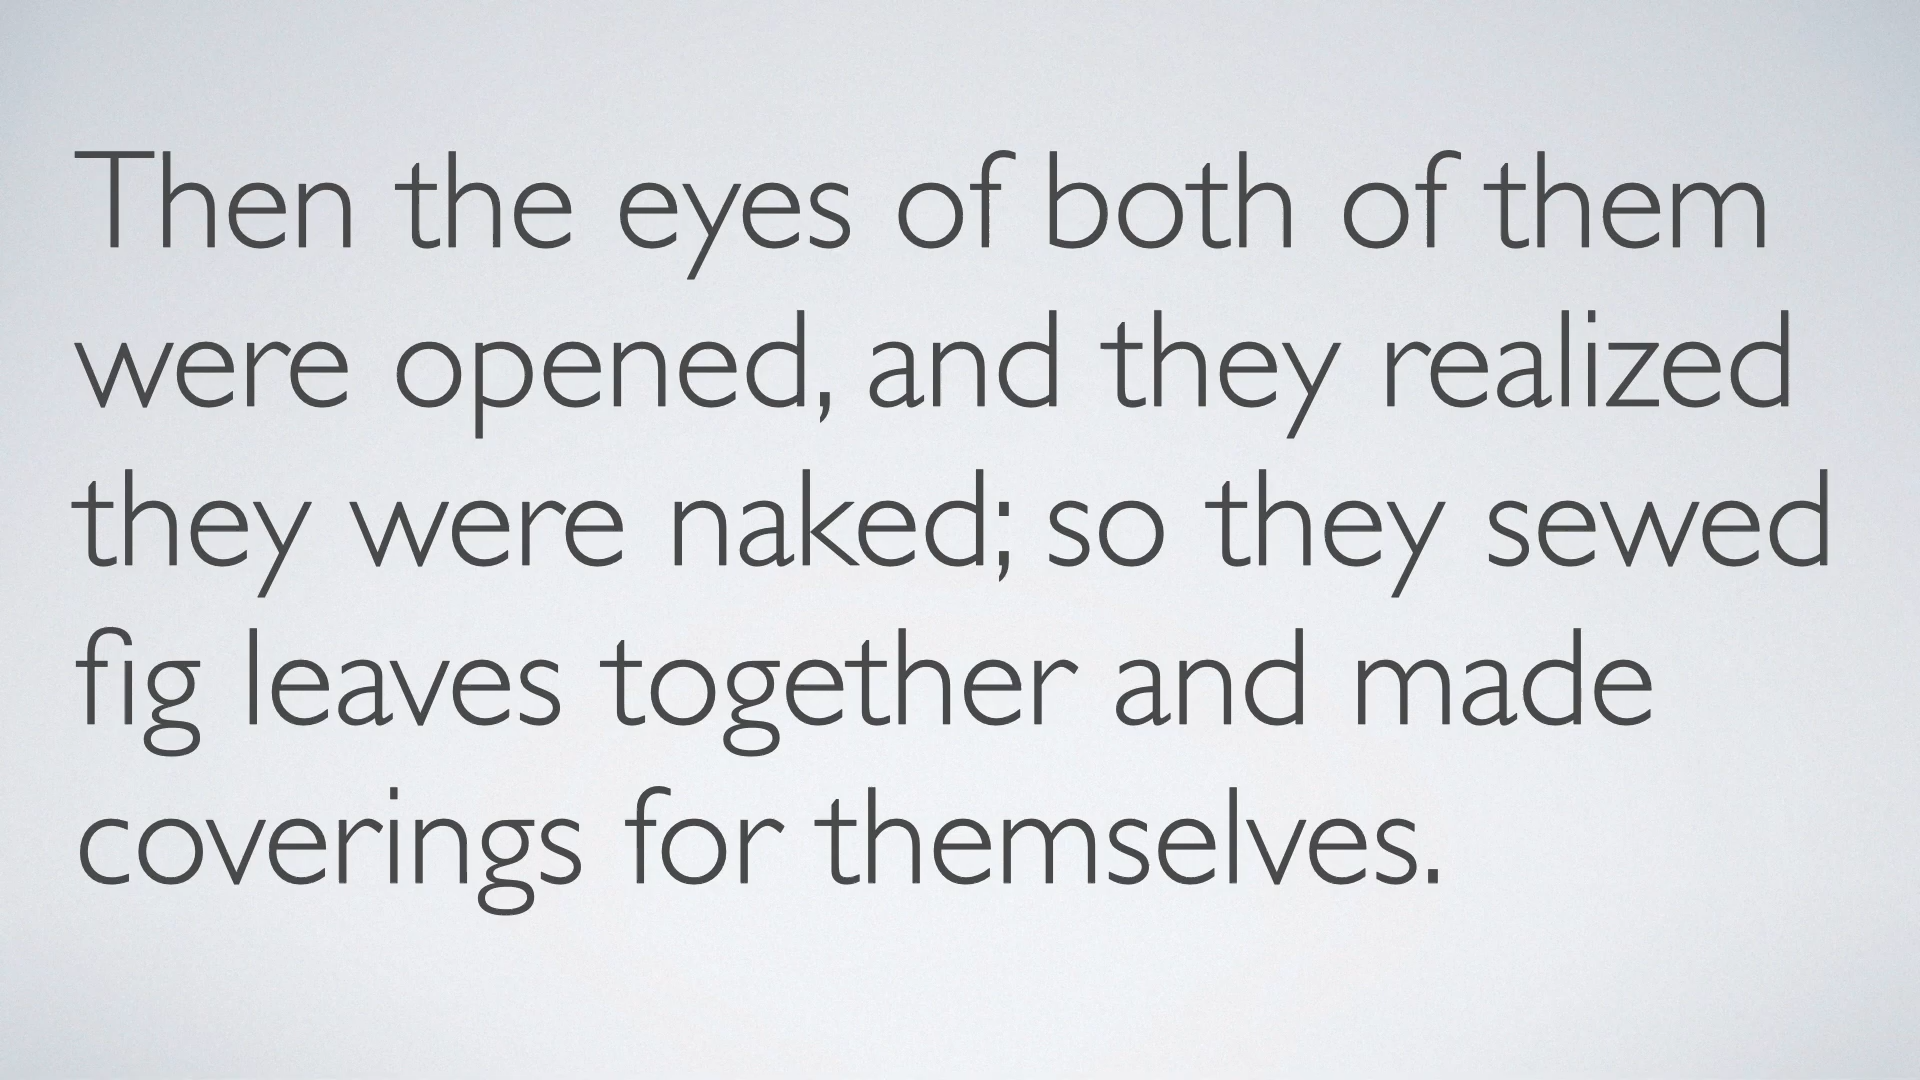 Then the eyes of both of them
were opened, and they realized
they were naked; so they sewed
fig leaves together and made
coverings for themselves.